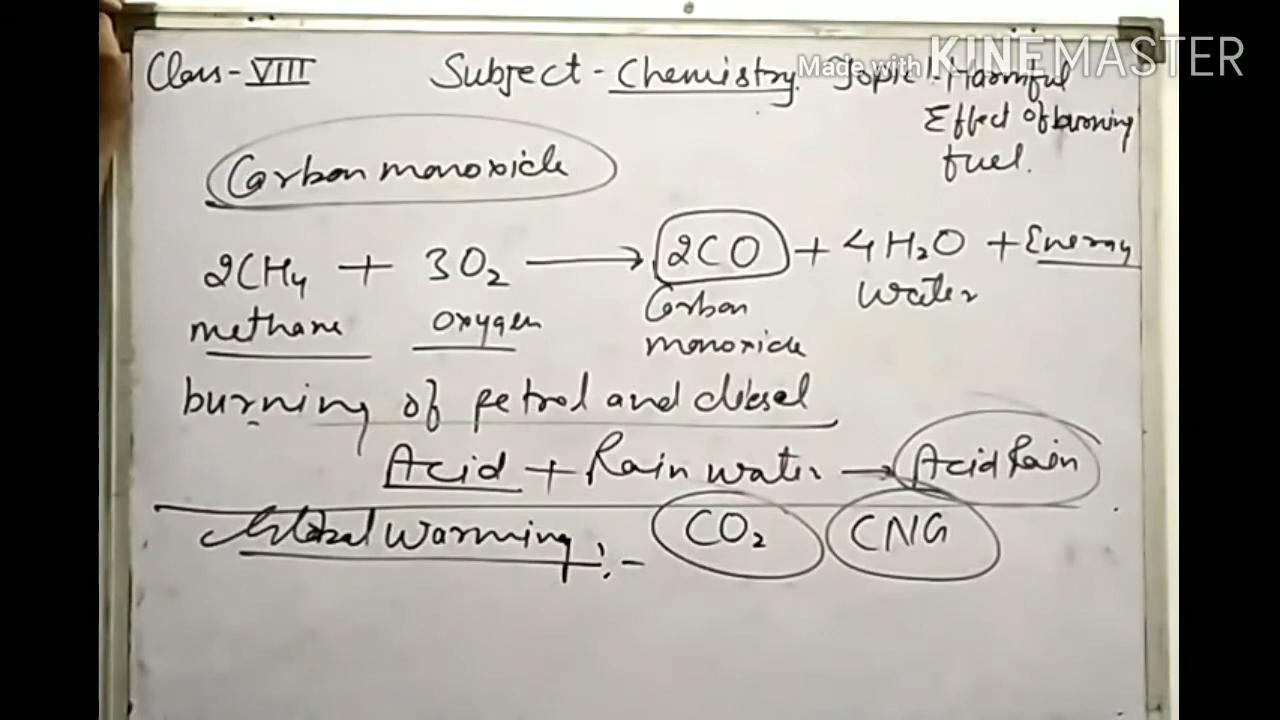 Class-VIII Subject-Chemistry. Topic:-Harmful
Effect of burning
fuel.
Made with KINEMASTER
Carbon monoxide
2CH₄ + 3O₂ → 2CO + 4H₂O + Energy
methane oxygen Carbon monoxide water
burning of petrol and diesel
Acid + Rain water → Acid Rain
Global Warming:- CO₂ CNG